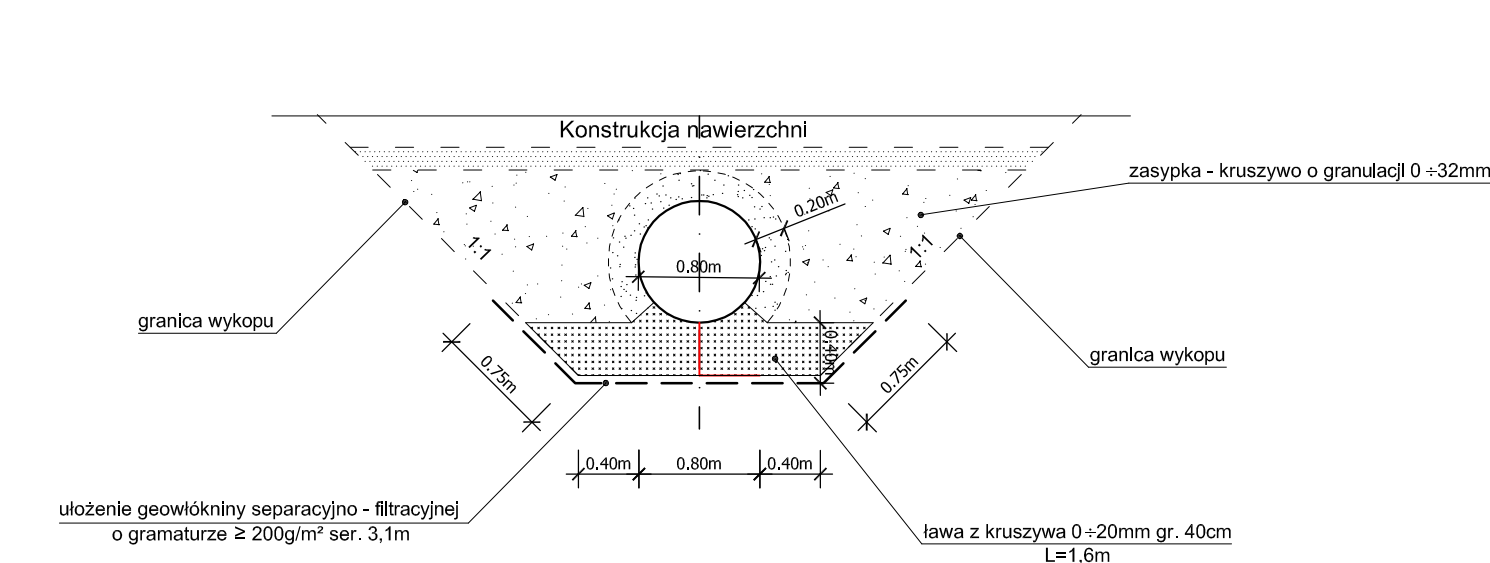 Konstrukcja nawierzchni
zasypka - kruszywo o granulacji 0 ÷32mm
0.20m
1:1
1:1
0.80m
granica wykopu
0.40m
granica wykopu
0.75m
0.75m
0.40m
0.80m
0.40m
ułożenie geowłókniny separacyjno - filtracyjnej
o gramaturze ≥ 200g/m² ser. 3,1m
ława z kruszywa 0÷20mm gr. 40cm
L=1,6m